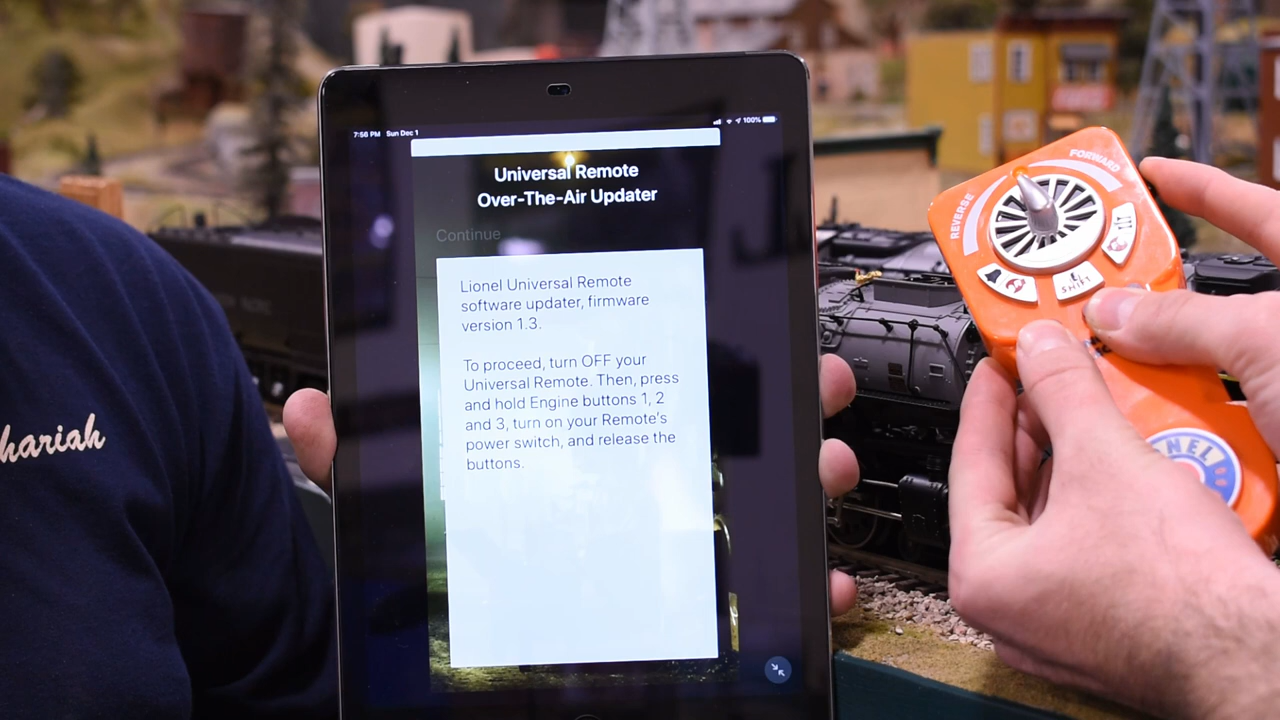 7:56 PM Sun Dec 1
100%
Universal Remote
Over-The-Air Updater
Continue
Lionel Universal Remote
software updater, firmware
version 1.3.
To proceed, turn OFF your
Universal Remote. Then, press
and hold Engine buttons 1, 2
and 3, turn on your Remote's
power switch, and release the
buttons.
REVERSE
FORWARD
SHIFT
NEL
hariah